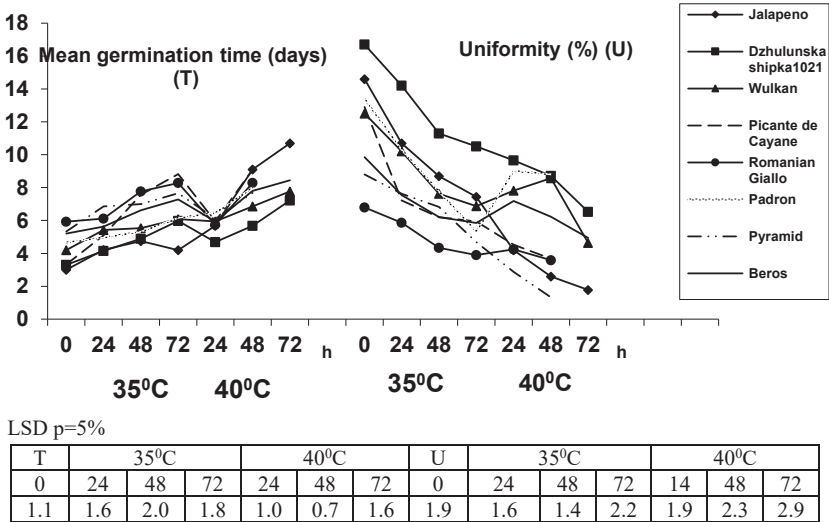 18
16
14
12
10
8
6
4
2
0
Mean germination time (days)
(T)
Uniformity (%) (U)
0 24 48 72 24 48 72 h 0 24 48 72 24 48 72 h
35⁰C 40⁰C 35⁰C 40⁰C
Jalapeno
Dzhulunska
shipka1021
Wulkan
Picante de
Cayane
Romanian
Giallo
Padron
Pyramid
Beros
LSD p=5%
T 35⁰C 40⁰C U 35⁰C 40⁰C
0 24 48 72 24 48 72 0 24 48 72 14 48 72
1.1 1.6 2.0 1.8 1.0 0.7 1.6 1.9 1.6 1.4 2.2 1.9 2.3 2.9